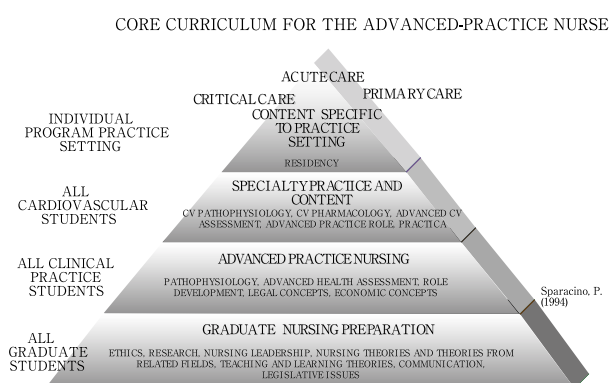 CORE CURRICULUM FOR THE ADVANCED-PRACTICE NURSE
ACUTE CARE
CRITICAL CARE
PRIMARY CARE
INDIVIDUAL
PROGRAM PRACTICE
SETTING
CONTENT SPECIFIC
TO PRACTICE
SETTING
RESIDENCY
ALL
CARDIOVASCULAR
STUDENTS
SPECIALTY PRACTICE AND
CONTENT
CV PATHOPHYSIOLOGY, CV PHARMACOLOGY, ADVANCED CV
ASSESSMENT, ADVANCED PRACTICE ROLE, PRACTICA
ALL CLINICAL
PRACTICE
STUDENTS
ADVANCED PRACTICE NURSING
PATHOPHYSIOLOGY, ADVANCED HEALTH ASSESSMENT, ROLE
DEVELOPMENT, LEGAL CONCEPTS, ECONOMIC CONCEPTS
Sparacino, P.
(1994)
ALL
GRADUATE
STUDENTS
GRADUATE NURSING PREPARATION
ETHICS, RESEARCH, NURSING LEADERSHIP, NURSING THEORIES AND THEORIES FROM
RELATED FIELDS, TEACHING AND LEARNING THEORIES, COMMUNICATION,
LEGISLATIVE ISSUES